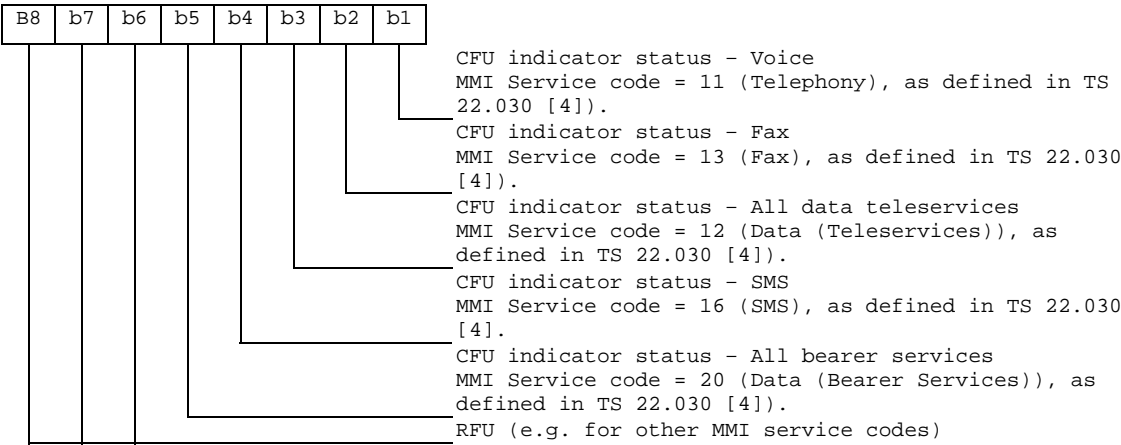 B8 b7 b6 b5 b4 b3 b2 b1
CFU indicator status – Voice
MMI Service code = 11 (Telephony), as defined in TS
22.030 [4]).
CFU indicator status – Fax
MMI Service code = 13 (Fax), as defined in TS 22.030
[4]).
CFU indicator status – All data teleservices
MMI Service code = 12 (Data (Teleservices)), as
defined in TS 22.030 [4]).
CFU indicator status – SMS
MMI Service code = 16 (SMS), as defined in TS 22.030
[4].
CFU indicator status – All bearer services
MMI Service code = 20 (Data (Bearer Services)), as
defined in TS 22.030 [4]).
RFU (e.g. for other MMI service codes)